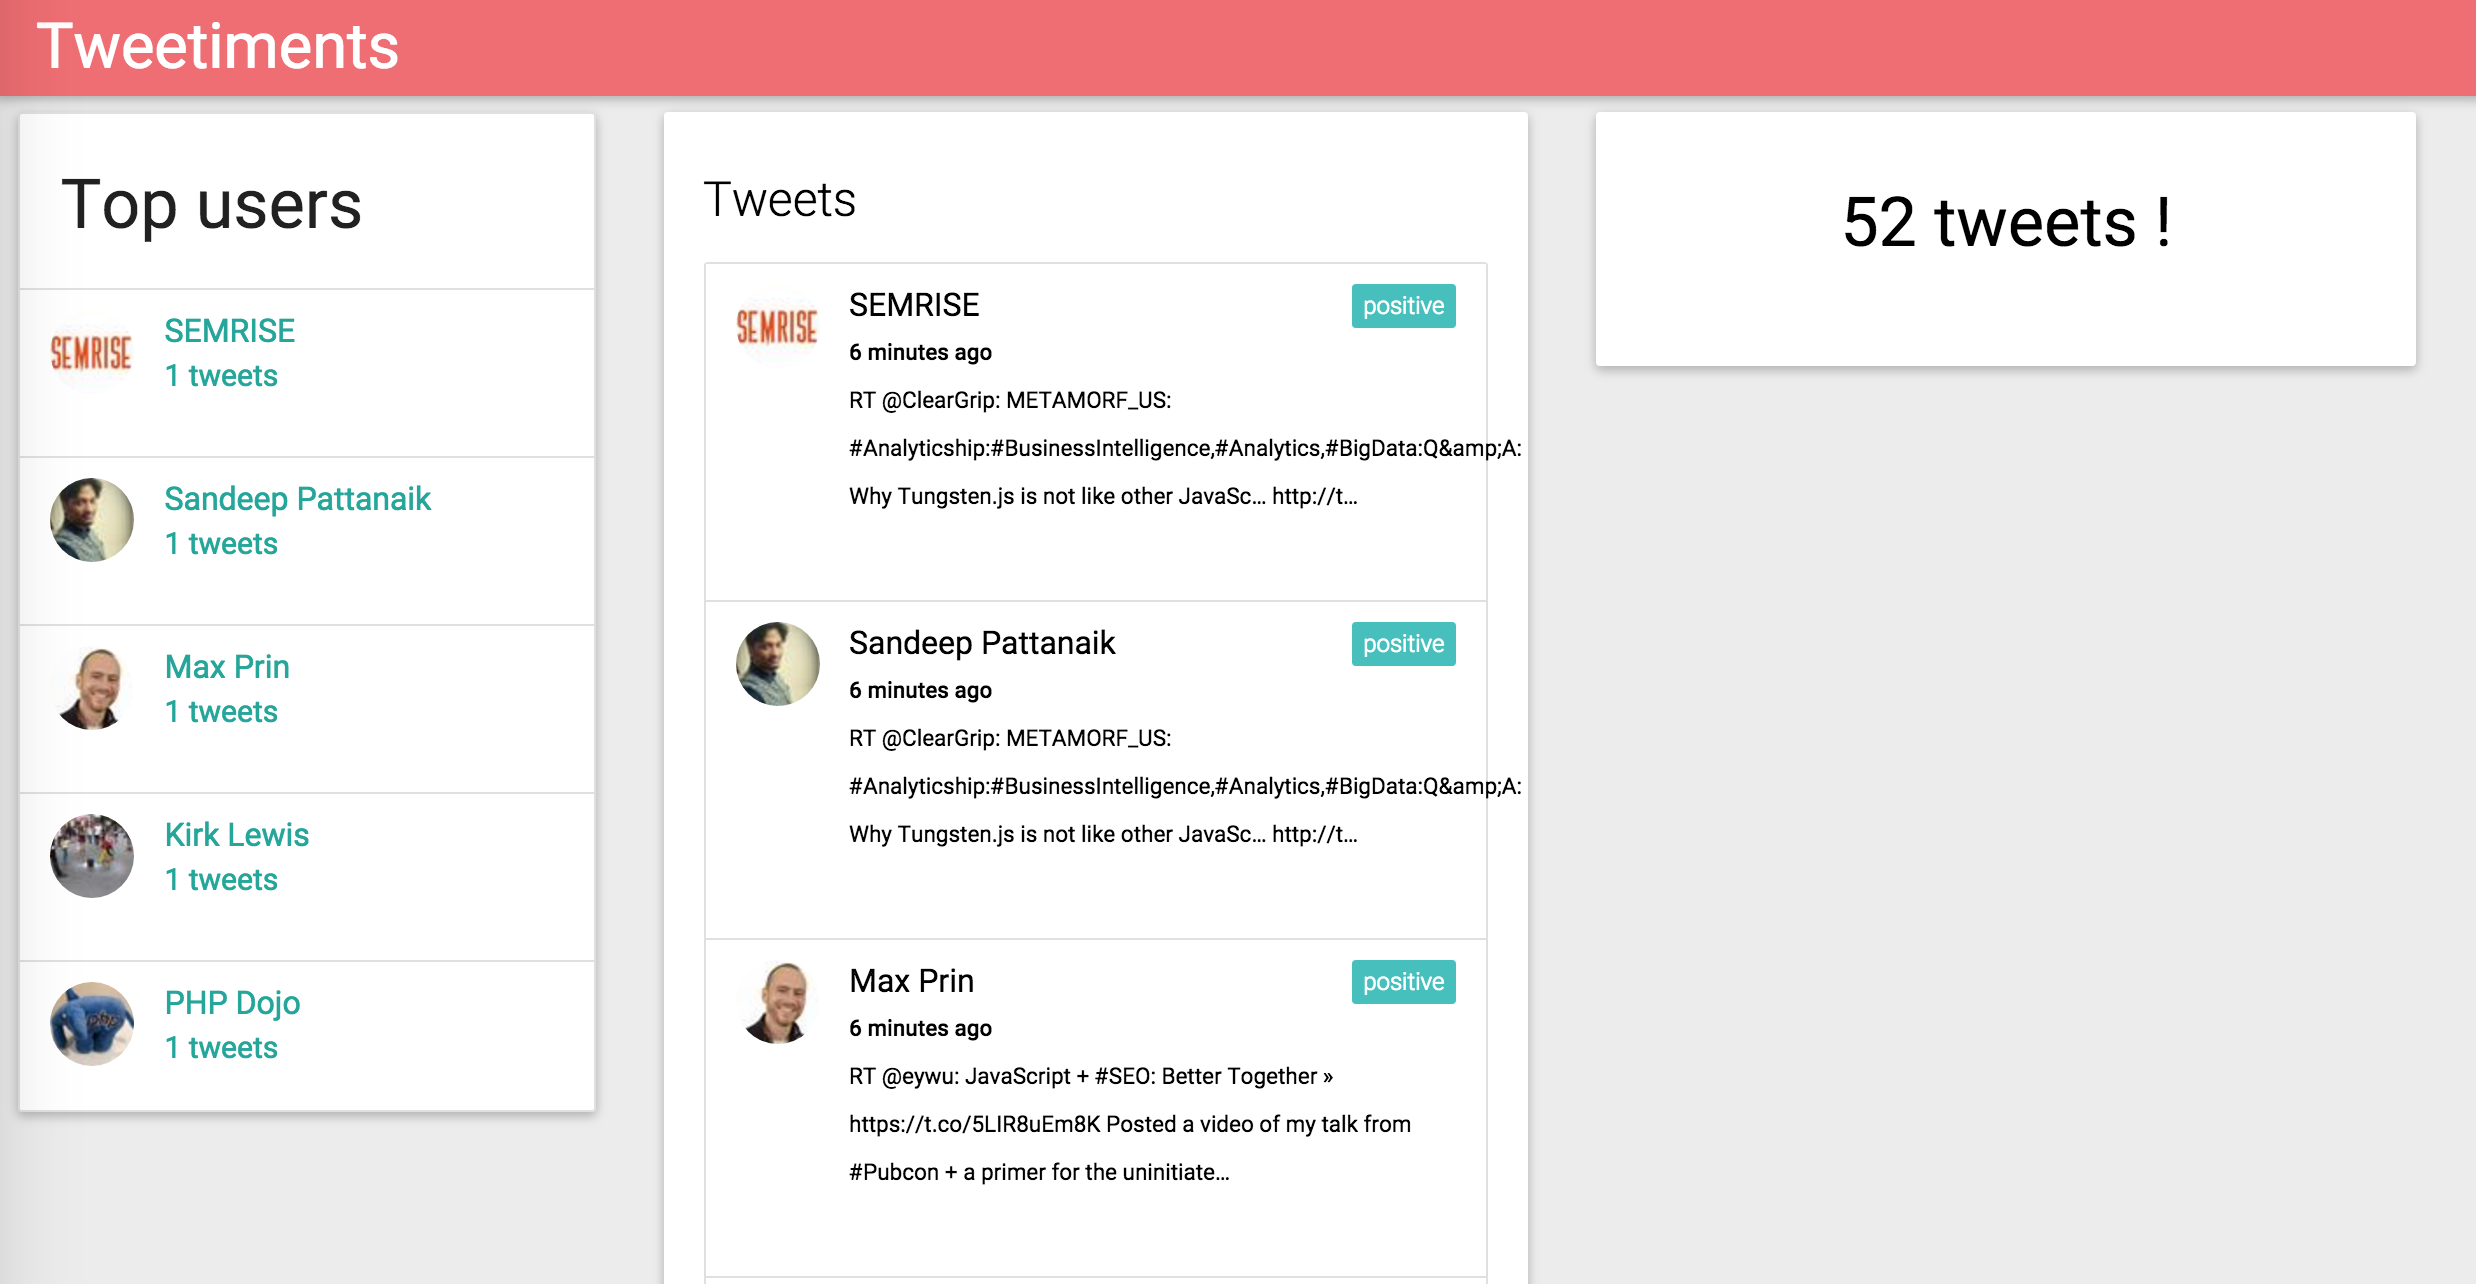 Tweetiments
Top users
SEMRISE
SEMRISE
1 tweets
Sandeep Pattanaik
1 tweets
Max Prin
1 tweets
Kirk Lewis
1 tweets
php
PHP Dojo
1 tweets
Tweets
SEMRISE
SEMRISE
positive
6 minutes ago
RT @ClearGrip: METAMORF_US:
#Analyticship:#BusinessIntelligence,#Analytics,#BigData:Q&amp;A:
Why Tungsten.js is not like other JavaSc... http://t...
Sandeep Pattanaik
positive
6 minutes ago
RT @ClearGrip: METAMORF_US:
#Analyticship:#BusinessIntelligence,#Analytics,#BigData:Q&amp;A:
Why Tungsten.js is not like other JavaSc... http://t...
Max Prin
positive
6 minutes ago
RT @eywu: JavaScript + #SEO: Better Together »
https://t.co/5LIR8uEm8K Posted a video of my talk from
#Pubcon + a primer for the uninitiate...
52 tweets !